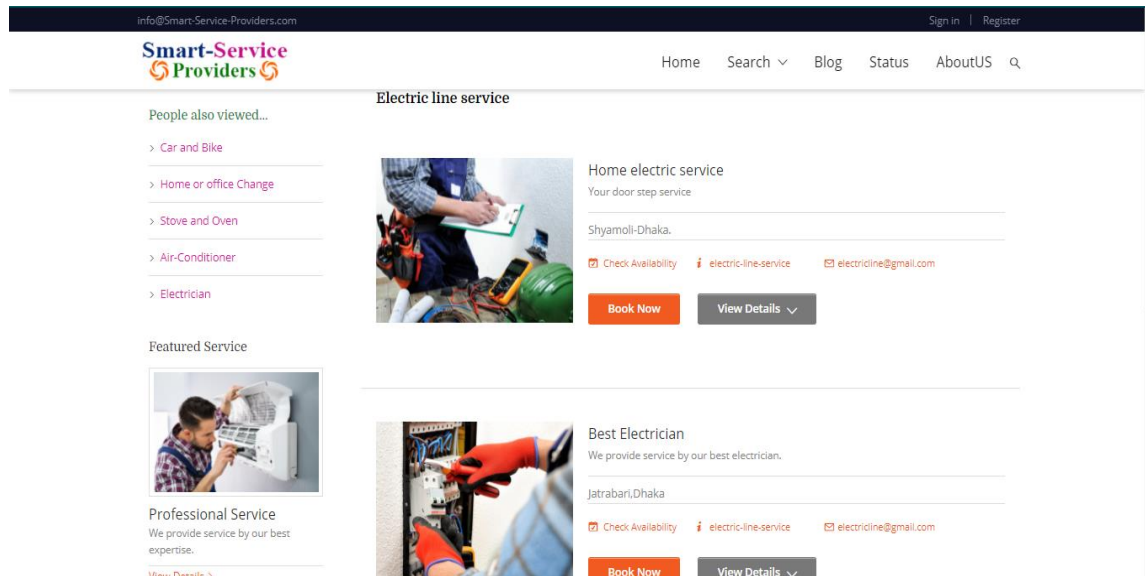 info@Smart-Service-Providers.com
Sign in | Register
Smart-Service
Providers
Home Search Blog Status AboutUS
People also viewed...
> Car and Bike
> Home or office Change
> Stove and Oven
> Air-Conditioner
> Electrician
Featured Service
Professional Service
We provide service by our best
expertise.
View Details >
Electric line service
Home electric service
Your door step service
Shyamoli-Dhaka.
Check Availability i electric-line-service electricline@gmail.com
Book Now View Details
Best Electrician
We provide service by our best electrician.
Jatrabari,Dhaka
Check Availability i electric-line-service electricline@gmail.com
Book Now View Details